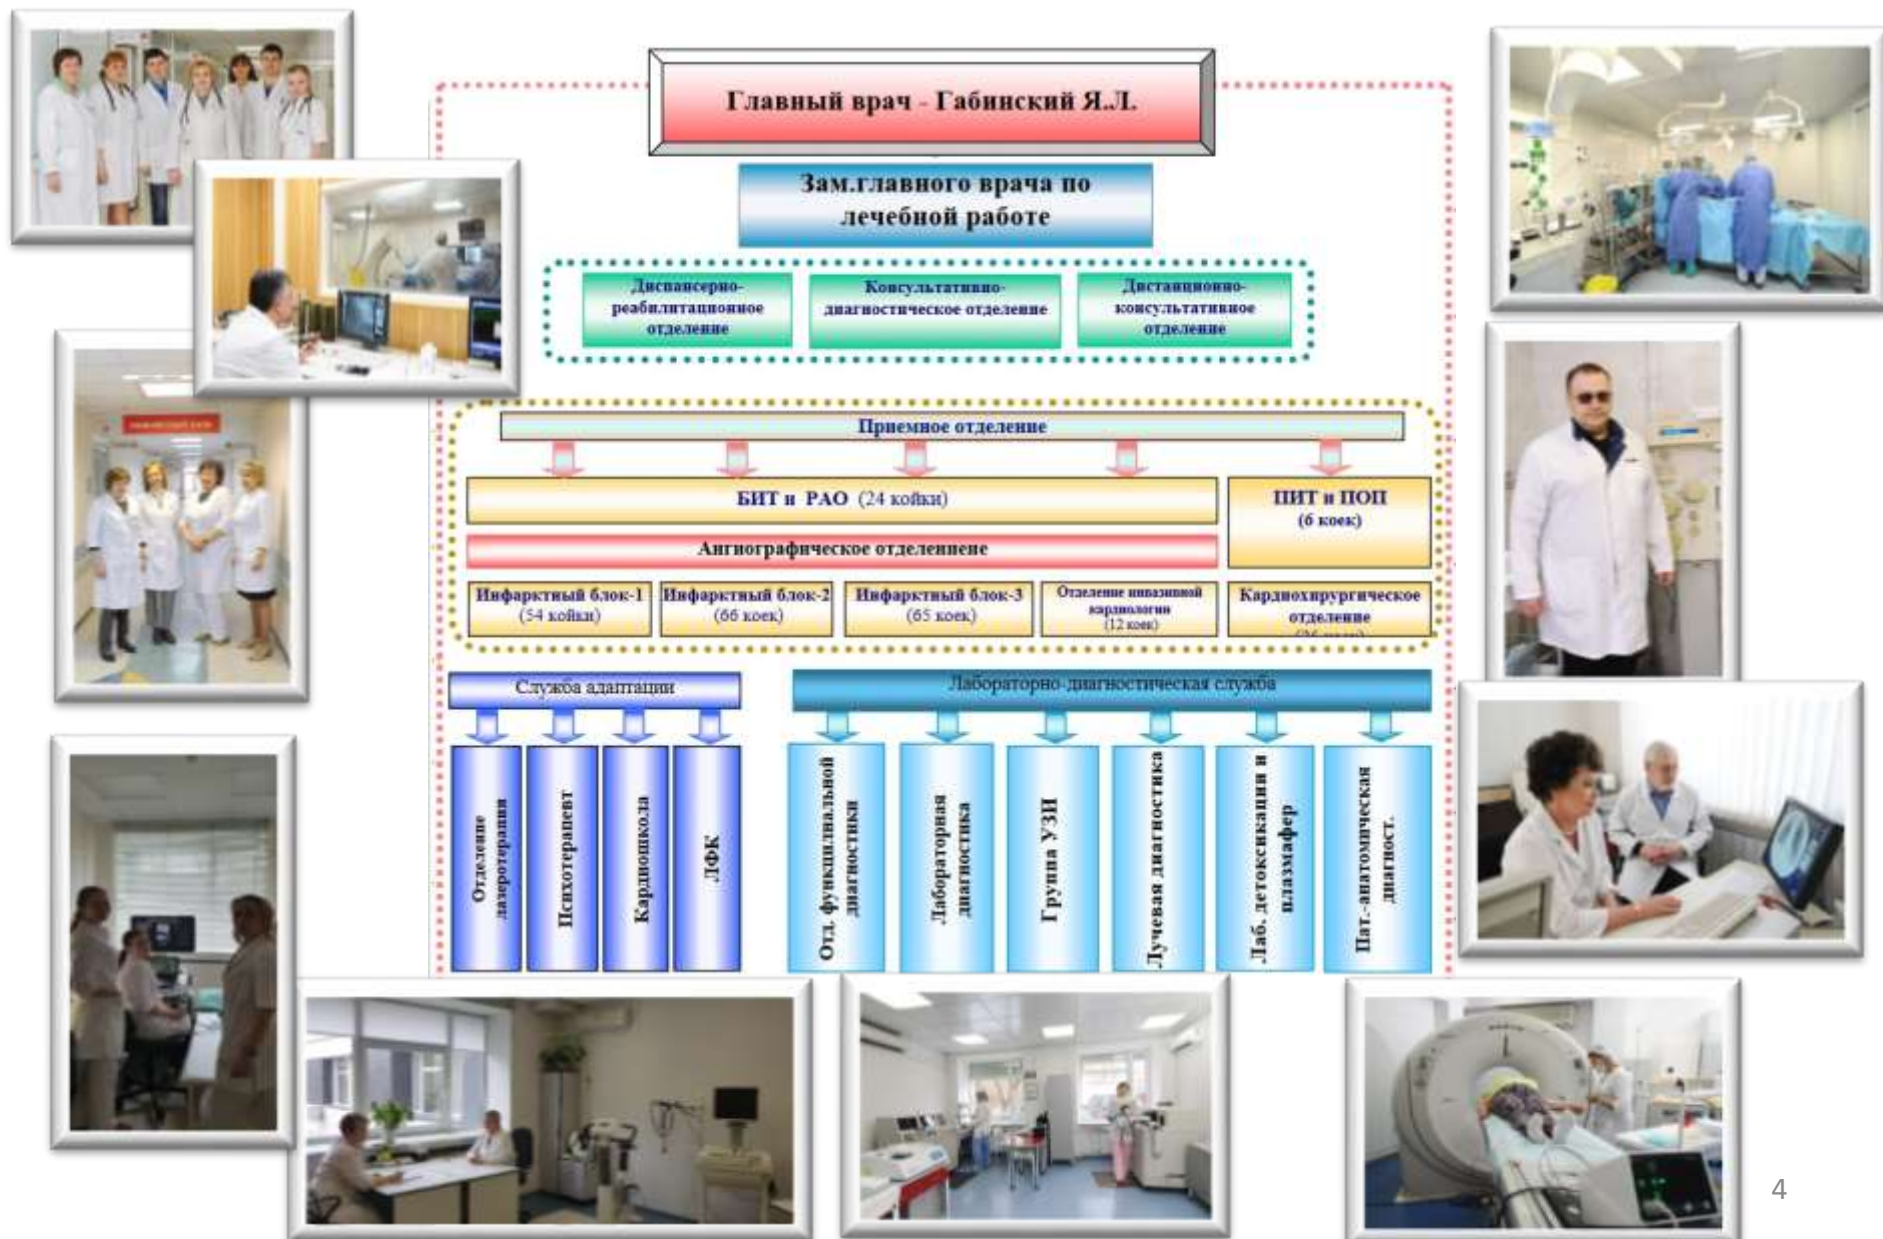 Главный врач - Габинский Я.Л.
Зам.главного врача по
лечебной работе
Диспансерно-
реабилитационное
отделение
Консультативно-
диагностическое отделение
Дистанционно-
консультативное
отделение
Приемное отделение
БИТ и РАО (24 койки)
ПИТ и ПОП
(6 коек)
Ангиографическое отделениене
Инфарктный блок-1
(54 койки)
Инфарктный блок-2
(66 коек)
Инфарктный блок-3
(65 коек)
Отделение инвазивной
кардиологии
(12 коек)
Кардиохирургическое
отделение
Служба адаптации
Лабораторно-диагностическая служба
Отделение
лазеротерапии
Психотерапевт
Кардиошкола
ЛФК
Отд. функцилнальной
диагностики
Лабораторная
диагностика
Группа УЗИ
Лучевая диагностика
Лаб. детоксикации и
плазмафер
Пат.-анатомическая
диагност.
4